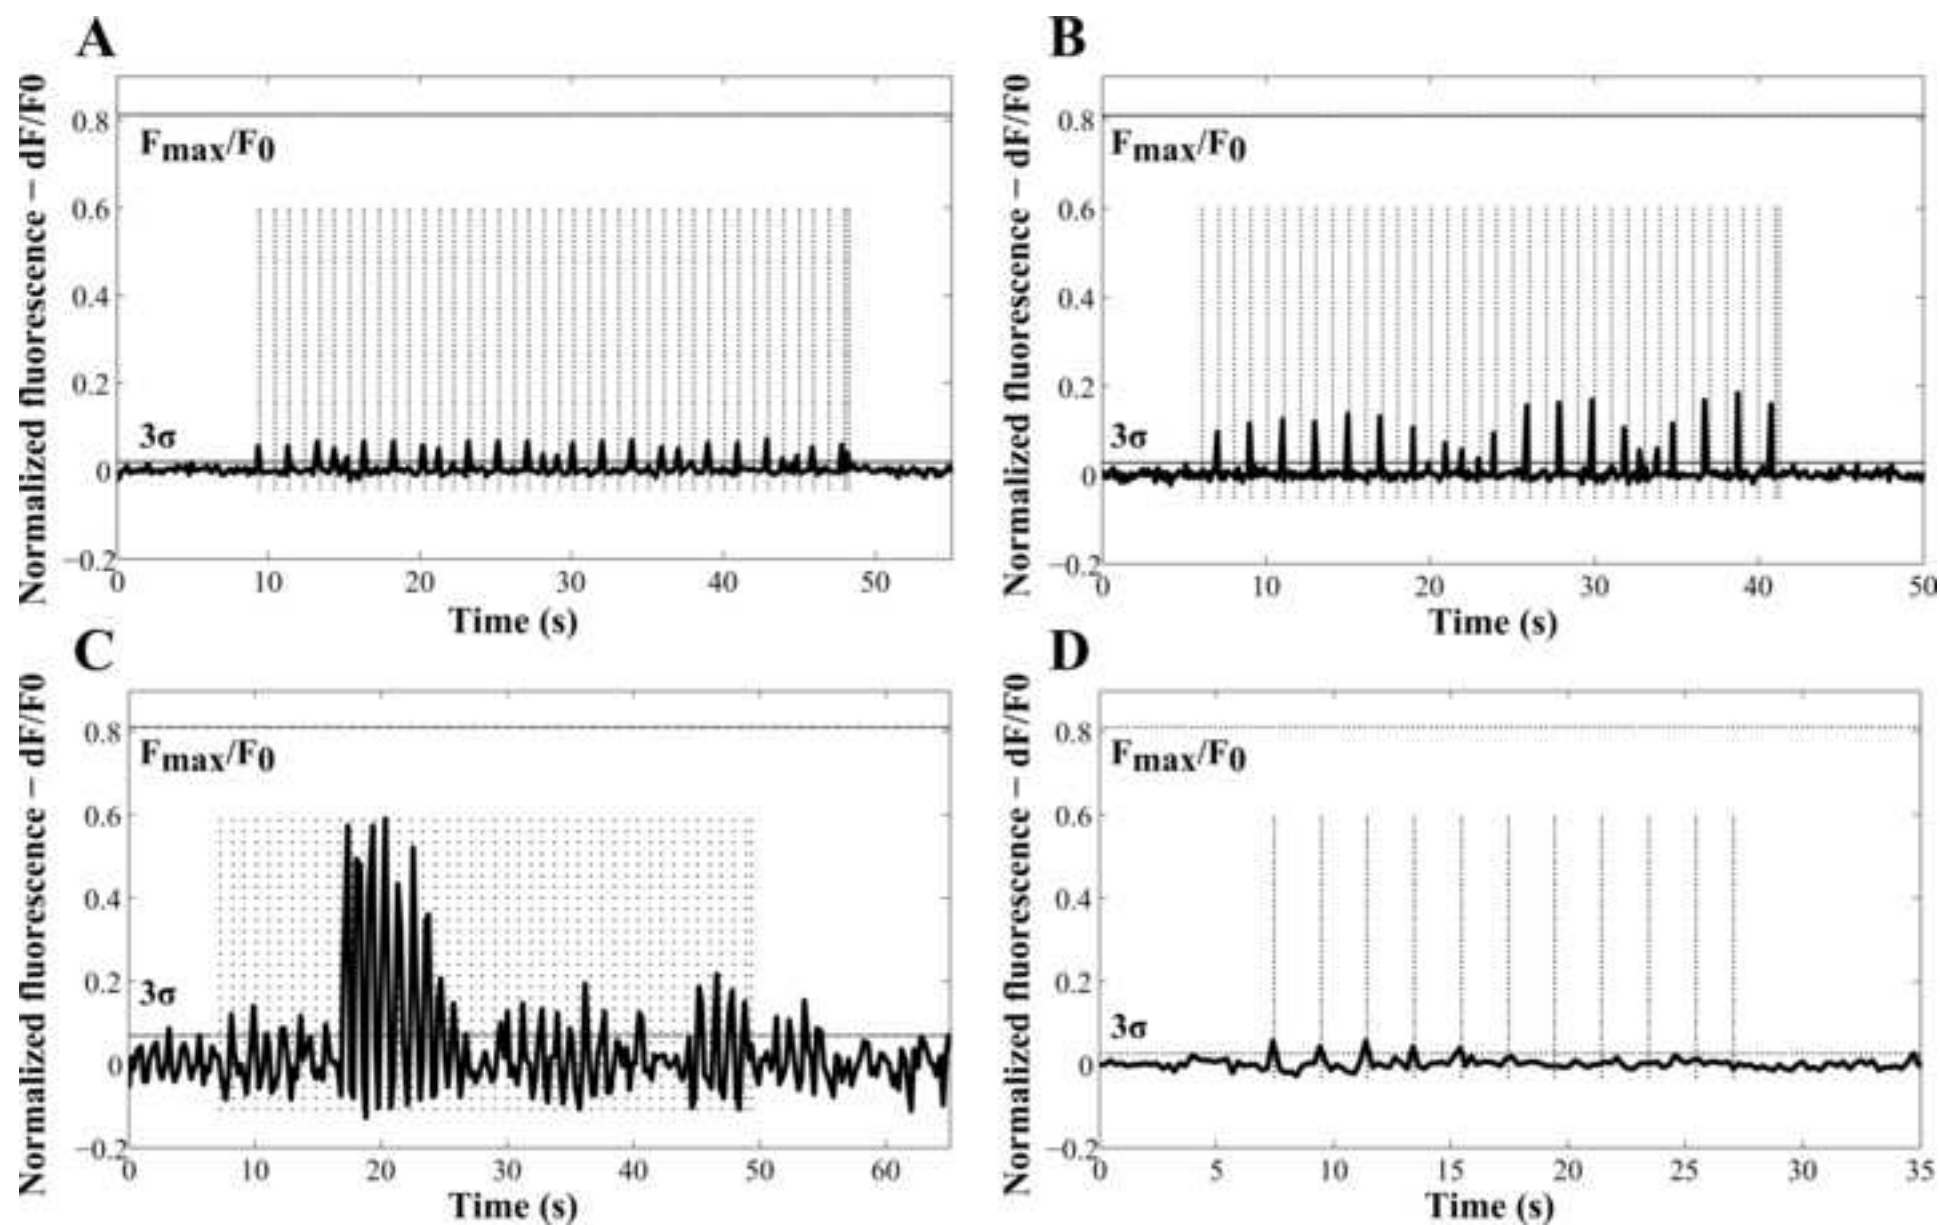 A
Normalized fluorescence – dF/F0
0.8
0.6
0.4
0.2
0
−0.2
Fmax/F0
3σ
0 10 20 30 40 50
Time (s)
B
Normalized fluorescence – dF/F0
0.8
0.6
0.4
0.2
0
−0.2
Fmax/F0
3σ
0 10 20 30 40 50
Time (s)
C
Normalized fluorescence – dF/F0
0.8
0.6
0.4
0.2
0
−0.2
Fmax/F0
3σ
0 10 20 30 40 50 60
Time (s)
D
Normalized fluorescence – dF/F0
0.8
0.6
0.4
0.2
0
−0.2
Fmax/F0
3σ
0 5 10 15 20 25 30 35
Time (s)